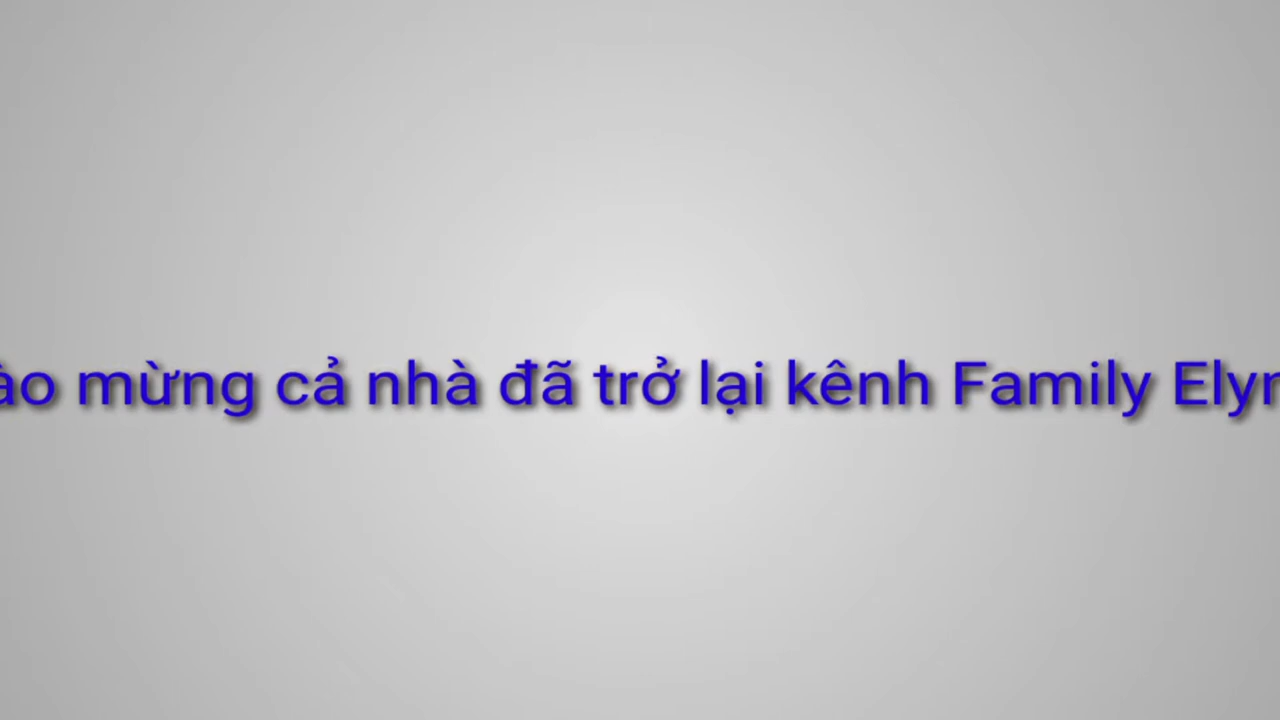 ào mừng cả nhà đã trở lại kênh Family Elyn